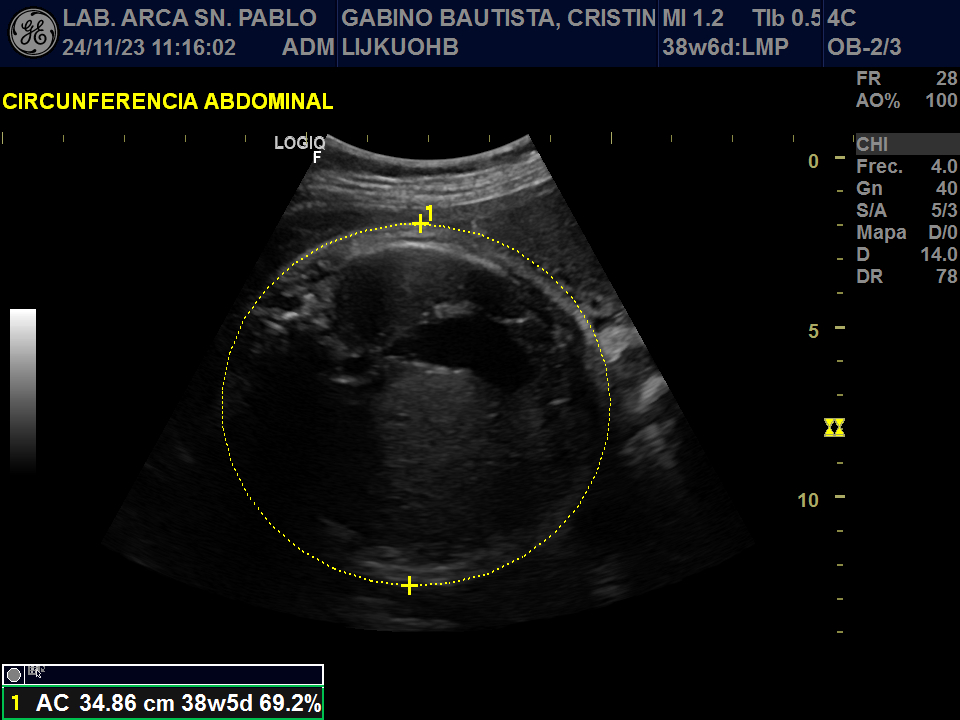 LAB. ARCA SN. PABLO GABINO BAUTISTA, CRISTIN MI 1.2 TIb 0.5 4C
24/11/23 11:16:02 ADM LIJKUOHB 38w6d:LMP OB-2/3
FR 28
AO% 100
CIRCUNFERENCIA ABDOMINAL
LOGIQ
F
CHI
Frec. 4.0
Gn 40
S/A 5/3
Mapa D/0
D 14.0
DR 78
0
1
5
10
1 AC 34.86 cm 38w5d 69.2%